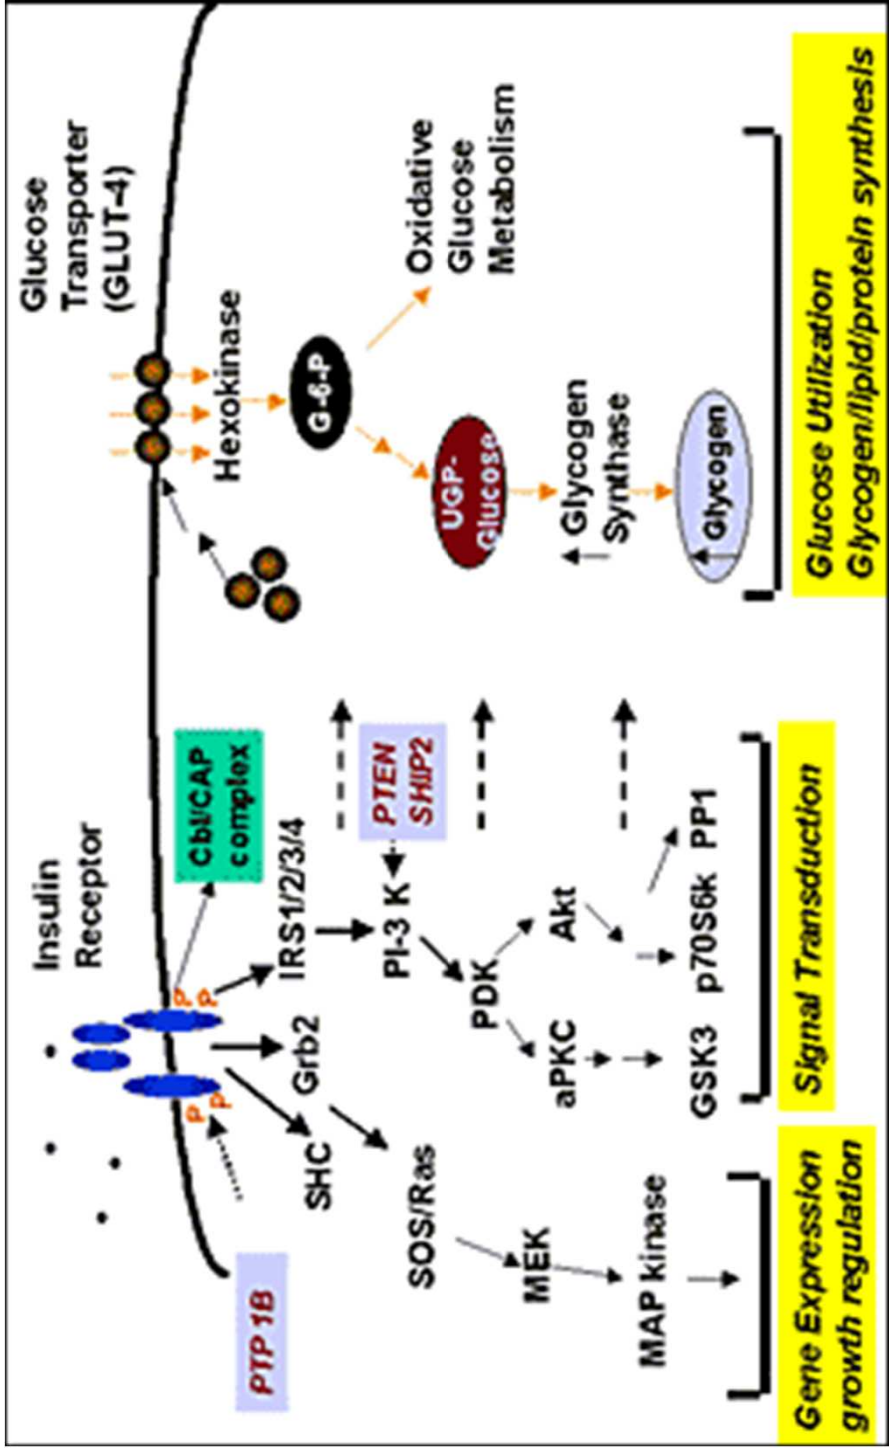 Insulin
Receptor
Glucose
Transporter
(GLUT-4)
P
P
P
P
Cbl/CAP
complex
PTP 1B
SHC
Grb2
IRS1/2/3/4
Hexokinase
G-6-P
SOS/Ras
PI-3 K
PTEN
SHIP2
Oxidative
Glucose
Metabolism
UGP-
Glucose
MEK
PDK
aPKC
Akt
Glycogen
Synthase
MAP kinase
GSK3
p70S6k
PP1
Glycogen
Gene Expression
growth regulation
Signal Transduction
Glucose Utilization
Glycogen/lipid/protein synthesis